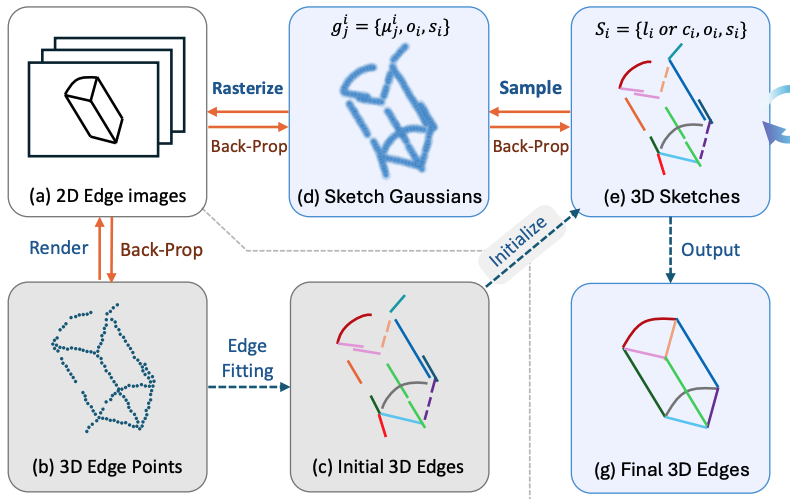 g_j^i = {μ_j^i, o_i, s_i}
S_i = {l_i or c_i, o_i, s_i}
Rasterize
Back-Prop
Sample
Back-Prop
(a) 2D Edge images
(d) Sketch Gaussians
(e) 3D Sketches
Render
Back-Prop
Initialize
Output
Edge
Fitting
(b) 3D Edge Points
(c) Initial 3D Edges
(g) Final 3D Edges